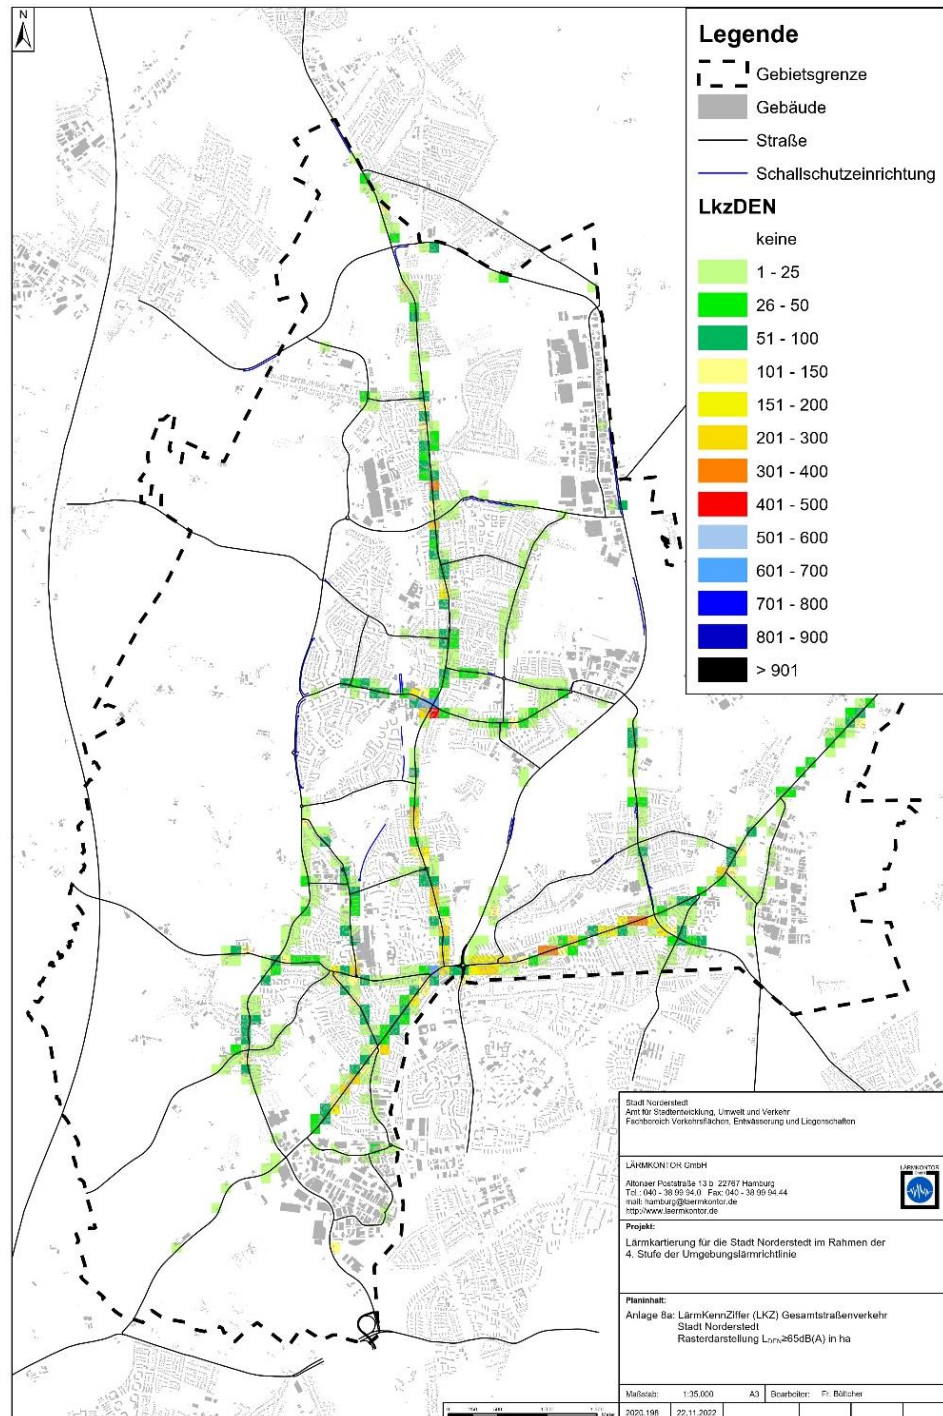 N
Legende
Gebietsgrenze
Gebäude
Straße
Schallschutzeinrichtung
LkzDEN
keine
1 - 25
26 - 50
51 - 100
101 - 150
151 - 200
201 - 300
301 - 400
401 - 500
501 - 600
601 - 700
701 - 800
801 - 900
> 901
Stadt Norderstedt
Amt für Stadtentwicklung, Umwelt und Verkehr
Fachbereich Verkehrsflächen, Entwässerung und Liegenschaften
LÄRMKONTOR GmbH
Altonaer Poststraße 13 b 22767 Hamburg
Tel.: 040 - 38 99 94.0 Fax: 040 - 38 99 94.44
mail: hamburg@laermkontor.de
http://www.laermkontor.de
LÄRMKONTOR
Projekt:
Lärmkartierung für die Stadt Norderstedt im Rahmen der
4. Stufe der Umgebungslärmrichtlinie
Planinhalt:
Anlage 8a: LärmKennZiffer (LKZ) Gesamtstraßenverkehr
Stadt Norderstedt
Rasterdarstellung LDEN≥65dB(A) in ha
Maßstab: 1:35.000 A3 Bearbeiter: Fr. Böttcher
2020.198 22.11.2022